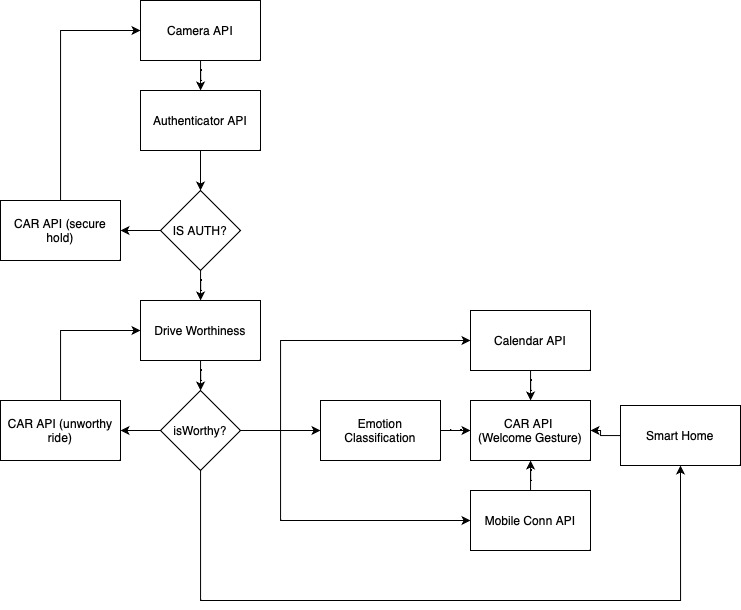 Camera API
Authenticator API
CAR API (secure
hold)
IS AUTH?
Drive Worthiness
CAR API (unworthy
ride)
isWorthy?
Calendar API
Emotion
Classification
CAR API
(Welcome Gesture)
Smart Home
Mobile Conn API